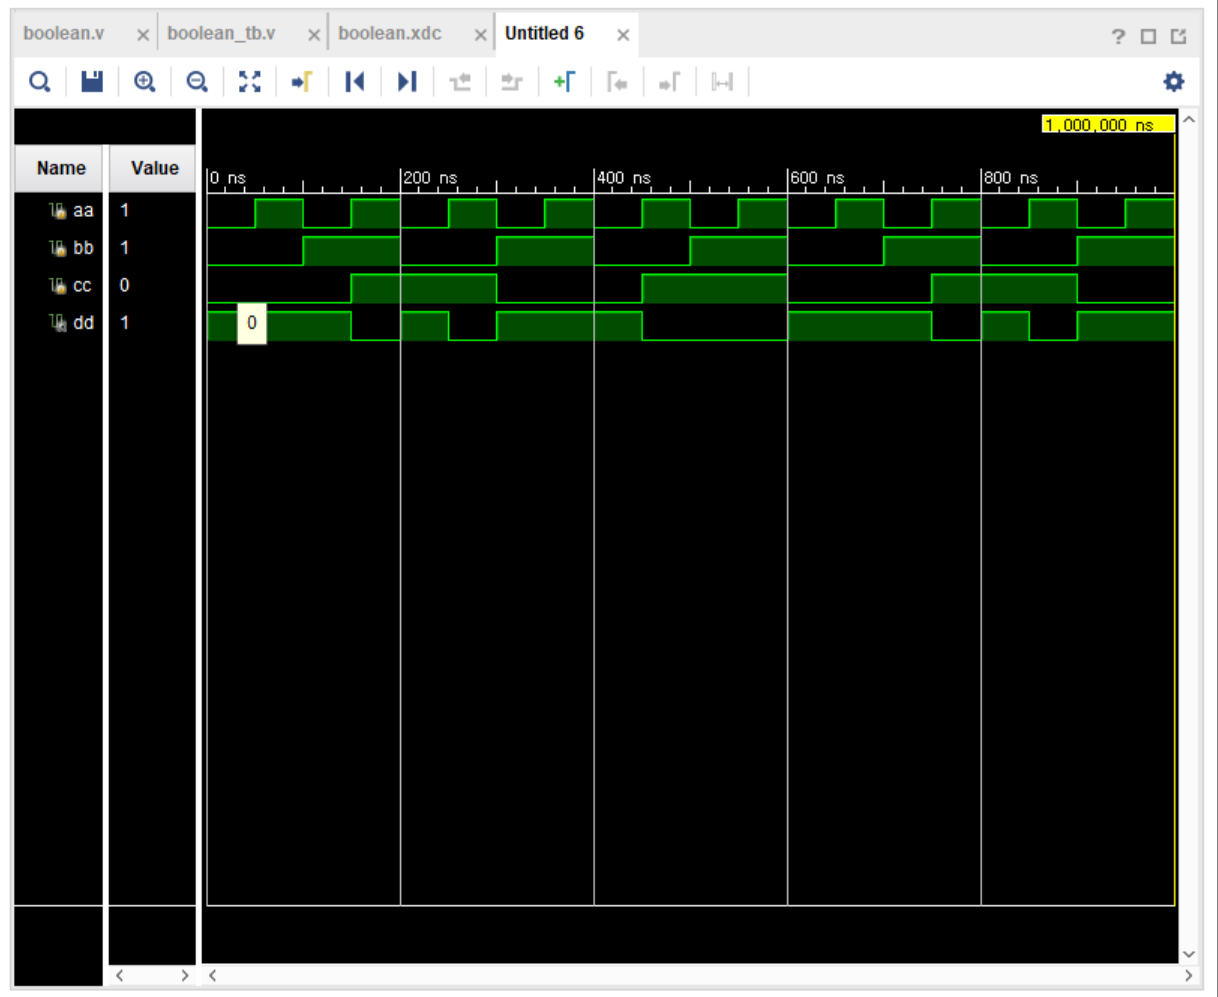 boolean.v × boolean_tb.v × boolean.xdc × Untitled 6 ×
?
1,000,000 ns
Name Value
0 ns 200 ns 400 ns 600 ns 800 ns
aa 1
bb 1
cc 0
dd 1 0